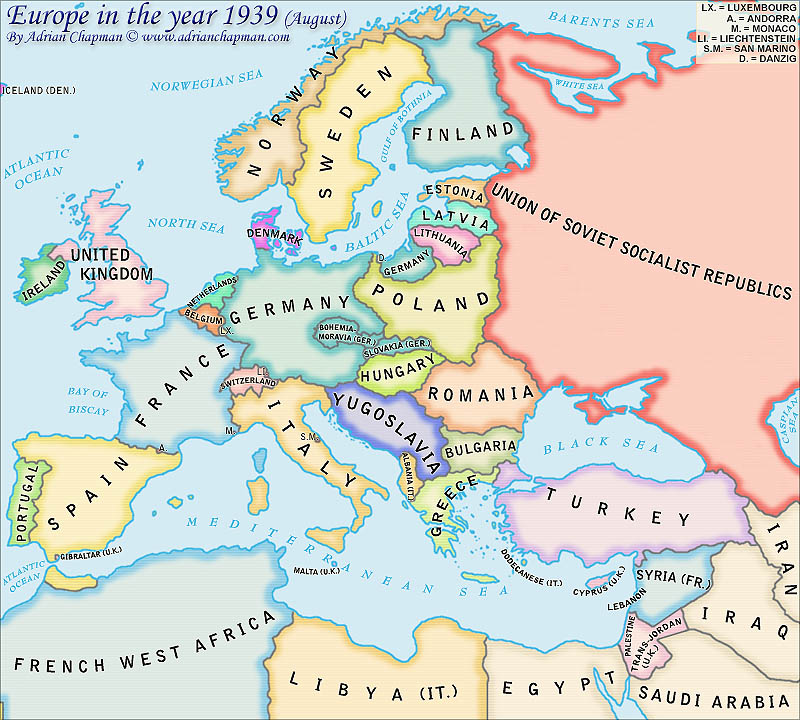 Europe in the year 1939 (August)
By Adrian Chapman © www.adrianchapman.com
LX. = LUXEMBOURG
A. = ANDORRA
M. = MONACO
LI. = LIECHTENSTEIN
S.M. = SAN MARINO
D. = DANZIG
BARENTS SEA
NORWEGIAN SEA
WHITE SEA
ICELAND (DEN.)
NORWAY
SWEDEN
GULF OF BOTHNIA
FINLAND
ATLANTIC
OCEAN
ESTONIA
UNION OF SOVIET SOCIALIST REPUBLICS
LATVIA
NORTH SEA
BALTIC SEA
DENMARK
LITHUANIA
UNITED
KINGDOM
IRELAND
D.
GERMANY
NETHERLANDS
GERMANY
POLAND
BELGIUM
LX.
BOHEMIA-
MORAVIA (GER.)
SLOVAKIA (GER.)
FRANCE
LI.
SWITZERLAND
HUNGARY
BAY OF
BISCAY
ROMANIA
YUGOSLAVIA
CASPIAN
SEA
ITALY
M.
S.M.
A.
BLACK SEA
BULGARIA
ALBANIA (IT.)
PORTUGAL
SPAIN
GREECE
TURKEY
IRAN
MEDITERRANEAN SEA
GIBRALTAR (U.K.)
MALTA (U.K.)
DODECANESE (IT.)
CYPRUS (U.K.)
SYRIA (FR.)
LEBANON
ATLANTIC
OCEAN
IRAQ
PALESTINE
TRANS-JORDAN
(U.K.)
FRENCH WEST AFRICA
LIBYA (IT.)
EGYPT
SAUDI ARABIA